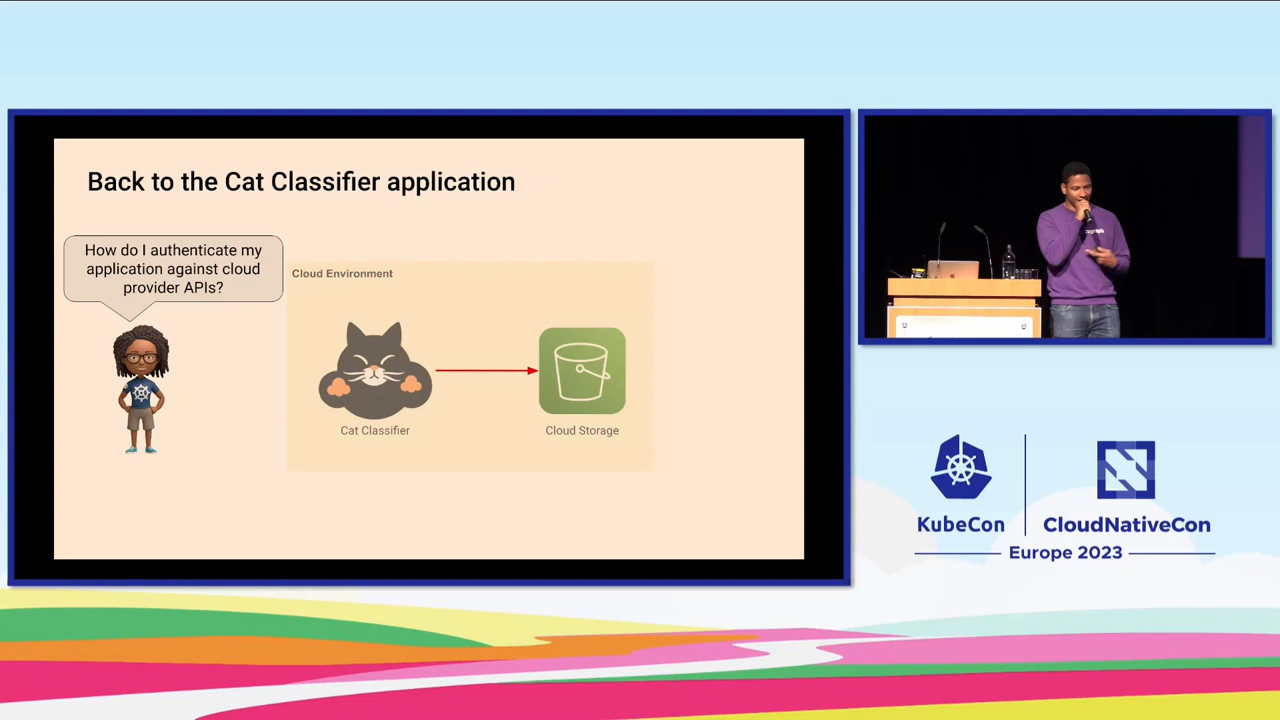 Back to the Cat Classifier application
How do I authenticate my
application against cloud
provider APIs?
Cloud Environment
Cat Classifier
Cloud Storage
KubeCon
CloudNativeCon
Europe 2023